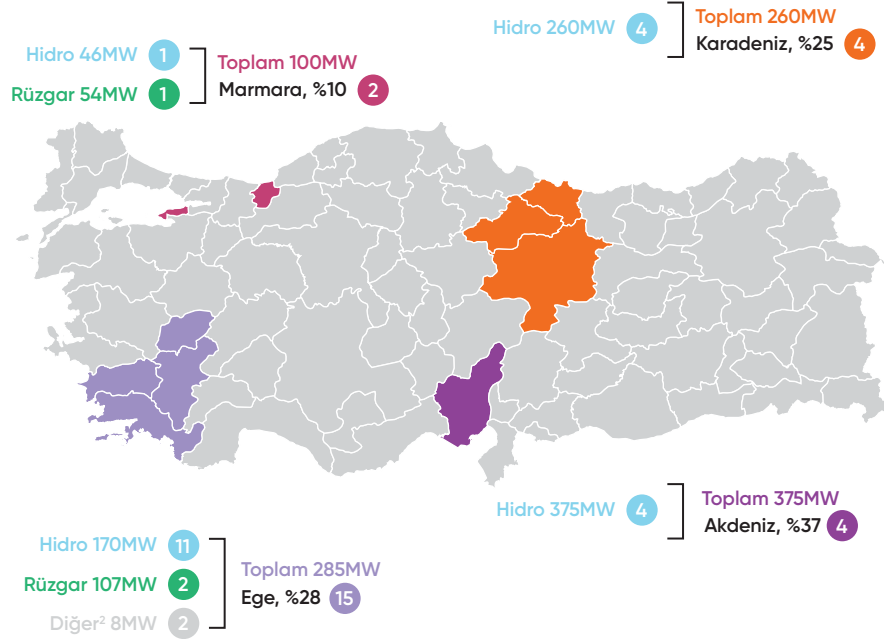 Hidro 46MW 1
Rüzgar 54MW 1
Toplam 100MW
Marmara, %10 2
Hidro 260MW 4
Toplam 260MW
Karadeniz, %25 4
Hidro 375MW 4
Toplam 375MW
Akdeniz, %37 4
Hidro 170MW 11
Rüzgar 107MW 2
Diğer² 8MW 2
Toplam 285MW
Ege, %28 15